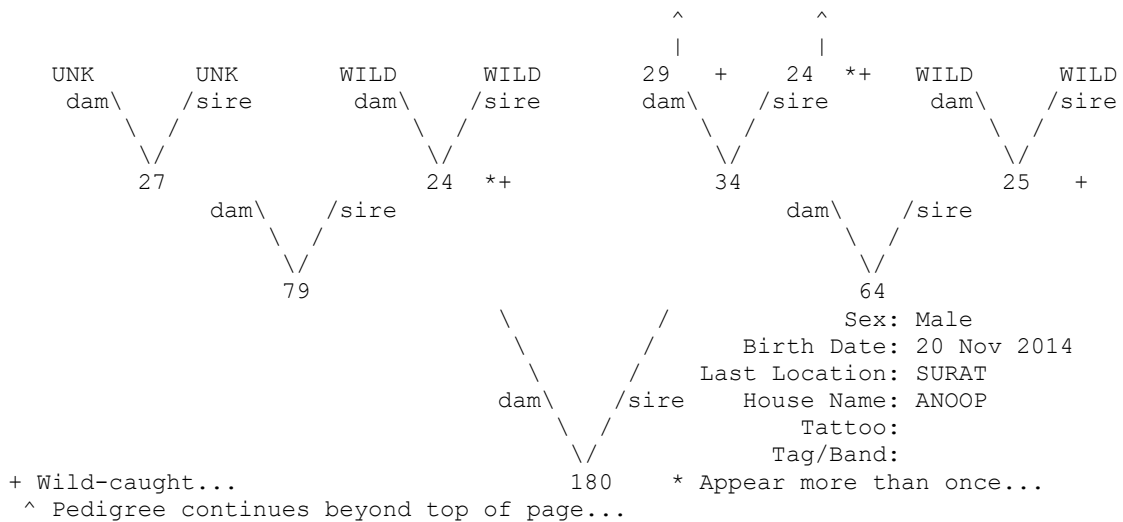 ^ ^
| |
UNK UNK WILD WILD 29 + 24 *+ WILD WILD
dam\ /sire dam\ /sire dam\ /sire dam\ /sire
\ / \ / \ / \ /
\/ \/ \/ \/
27 24 *+ 34 25 +
dam\ /sire dam\ /sire
\ / \ /
\/ \/
79 64
\ / Sex: Male
\ / Birth Date: 20 Nov 2014
\ / Last Location: SURAT
dam\ /sire House Name: ANOOP
\ / Tattoo:
\/ Tag/Band:
+ Wild-caught... 180 * Appear more than once...
^ Pedigree continues beyond top of page...